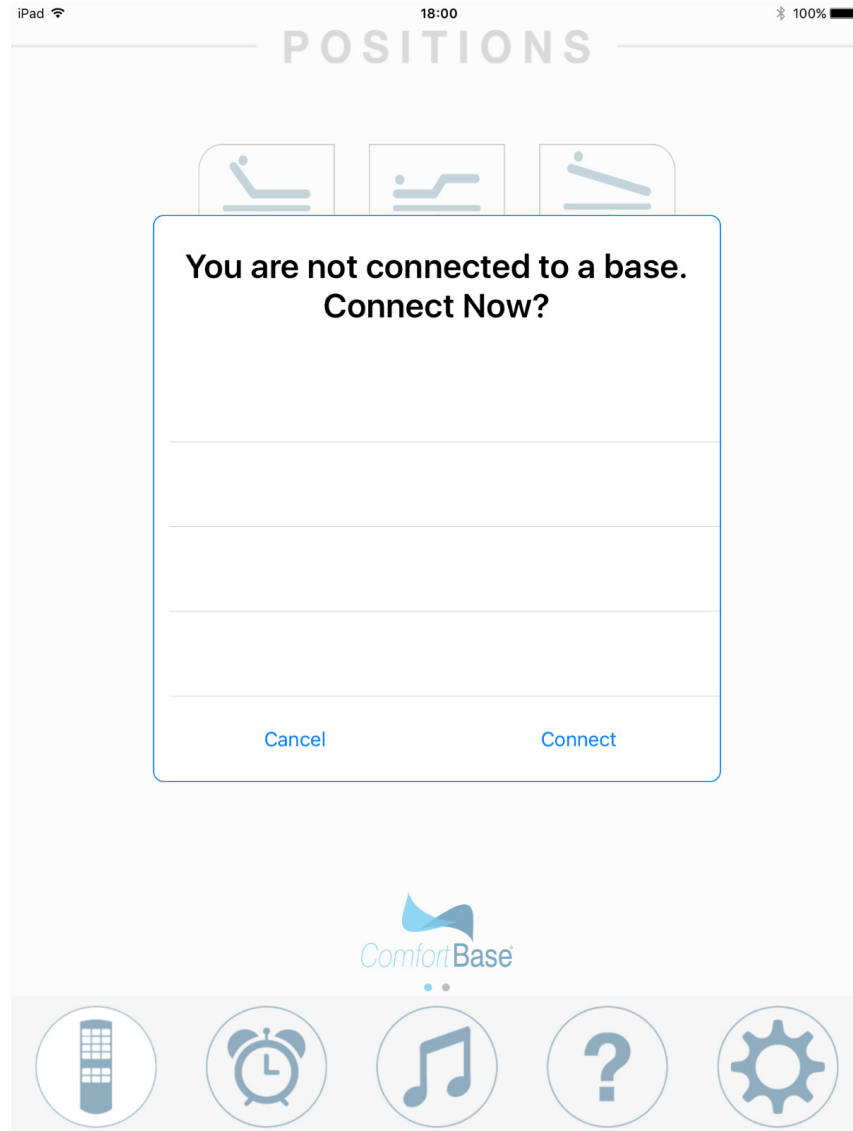 iPad 18:00 100%
POSITIONS
You are not connected to a base.
Connect Now?
Cancel Connect
ComfortBase
?